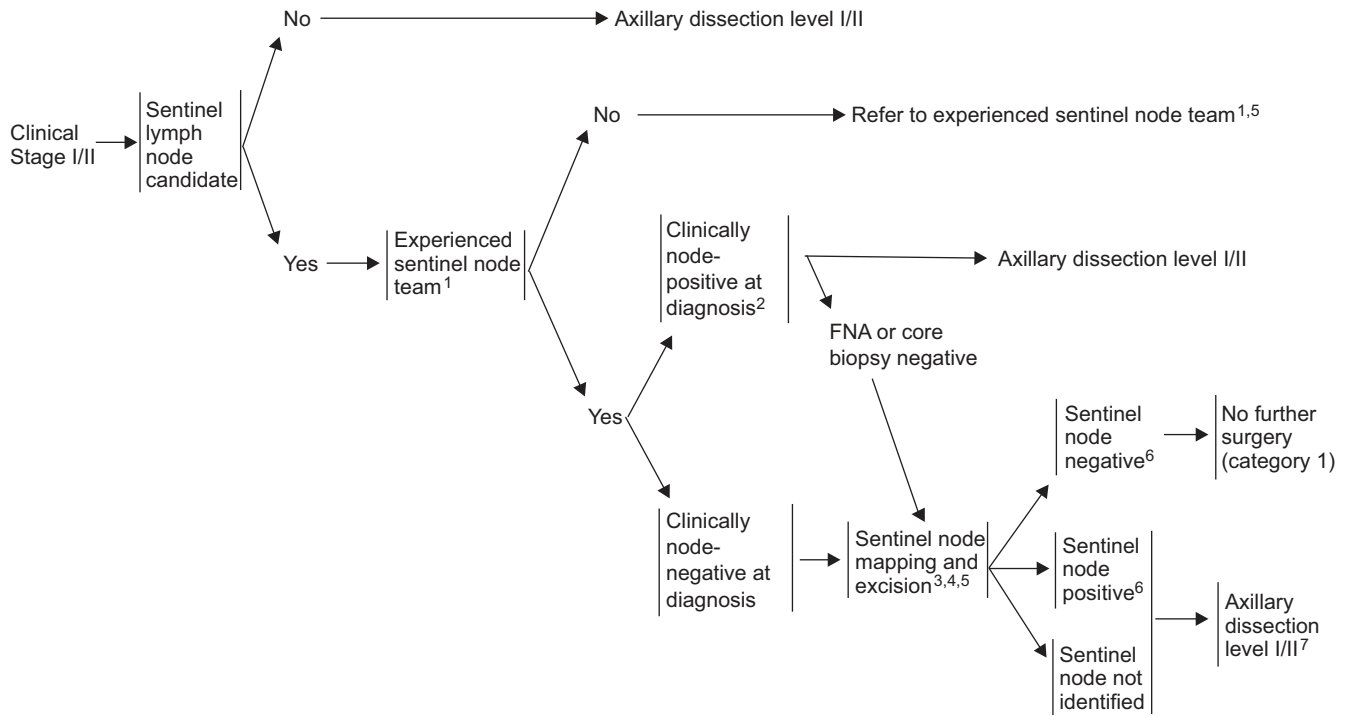 No
Axillary dissection level I/II
Clinical
Stage I/II
Sentinel
lymph
node
candidate
No
Refer to experienced sentinel node team1,5
Yes
Experienced
sentinel node
team1
Clinically
node-
positive at
diagnosis2
Axillary dissection level I/II
FNA or core
biopsy negative
Yes
Sentinel
node
negative6
No further
surgery
(category 1)
Clinically
node-
negative at
diagnosis
Sentinel node
mapping and
excision3,4,5
Sentinel
node
positive6
Axillary
dissection
level I/II7
Sentinel
node not
identified